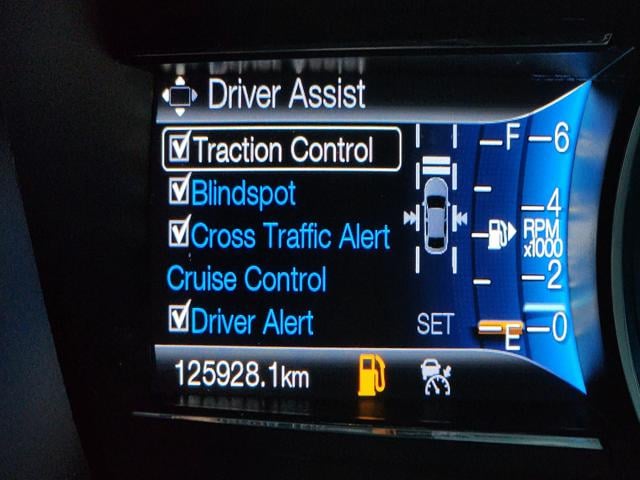 Driver Assist
Traction Control
Blindspot
Cross Traffic Alert
Cruise Control
Driver Alert
SET
F
E
6
4
RPM
x1000
2
0
125928.1km